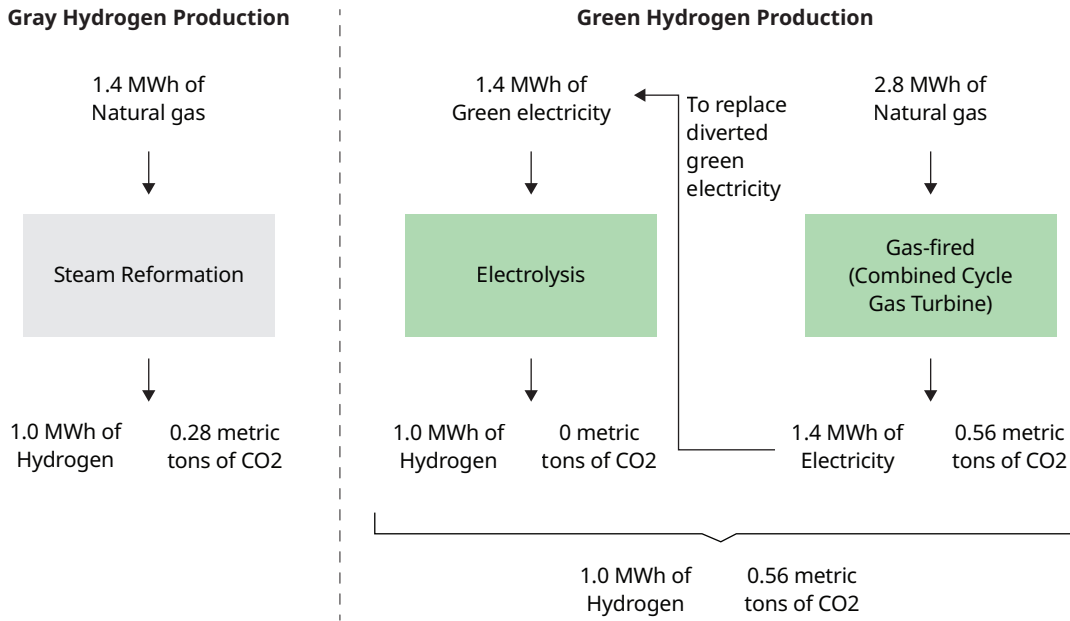 Gray Hydrogen Production
1.4 MWh of
Natural gas
Steam Reformation
1.0 MWh of
Hydrogen
0.28 metric
tons of CO2
Green Hydrogen Production
1.4 MWh of
Green electricity
To replace
diverted
green
electricity
2.8 MWh of
Natural gas
Electrolysis
Gas-fired
(Combined Cycle
Gas Turbine)
1.0 MWh of
Hydrogen
0 metric
tons of CO2
1.4 MWh of
Electricity
0.56 metric
tons of CO2
1.0 MWh of
Hydrogen
0.56 metric
tons of CO2